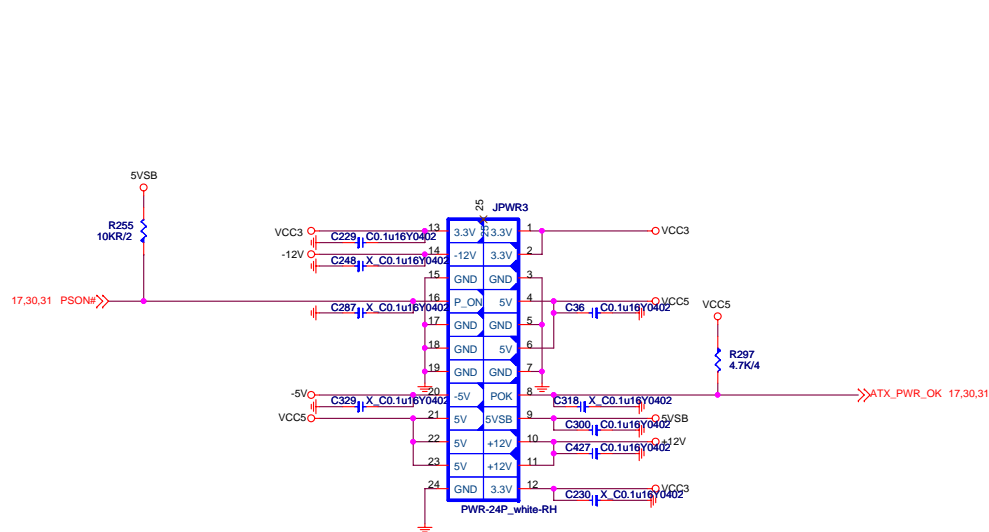 5VSB
R255
10KR/2
17,30,31 PSON#
25
JPWR3
25
VCC3
C229 C0.1u16Y0402
13 3.3V 3.3V 1
VCC3
-12V
C248 X_C0.1u16Y0402
14 -12V 3.3V 2
15 GND GND 3
C287 X_C0.1u16Y0402
16 P_ON 5V 4
VCC5
C36 C0.1u16Y0402
17 GND GND 5
18 GND 5V 6
19 GND GND 7
VCC5
R297
4.7K/4
-5V
C329 X_C0.1u16Y0402
20 -5V POK 8
C318 X_C0.1u16Y0402
ATX_PWR_OK 17,30,31
VCC5
21 5V 5VSB 9
5VSB
C300 C0.1u16Y0402
22 5V +12V 10
+12V
C427 C0.1u16Y0402
23 5V +12V 11
24 GND 3.3V 12
VCC3
C230 X_C0.1u16Y0402
PWR-24P_white-RH